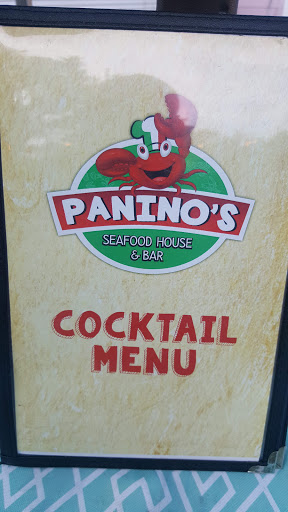 PANINO'S
SEAFOOD HOUSE
& BAR
COCKTAIL
MENU